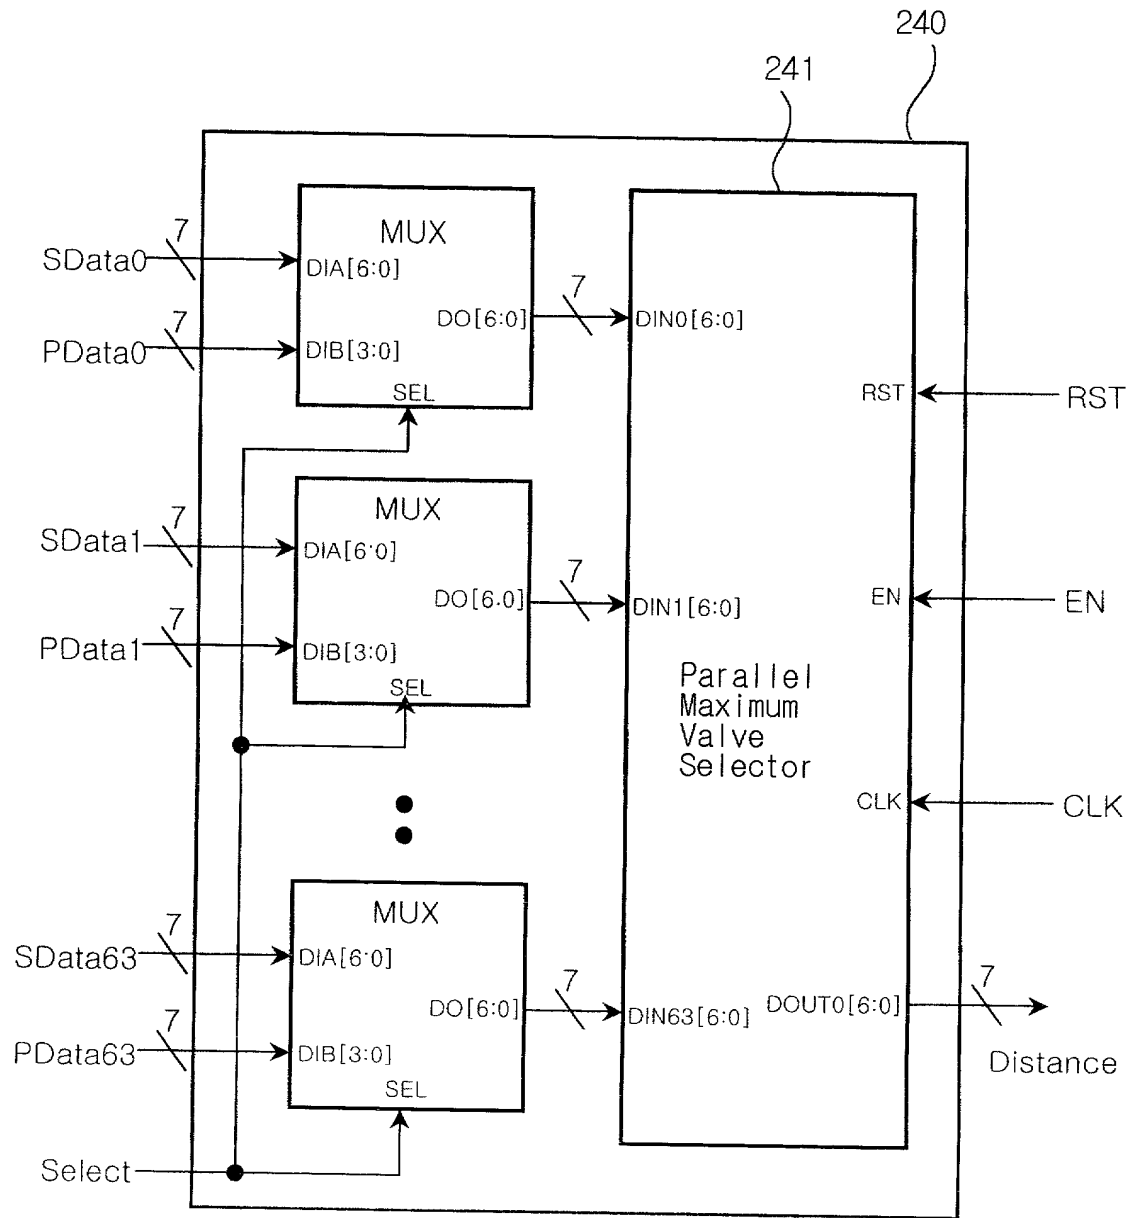 240
241
MUX
7
SData0
DIA[6:0]
7
DO[6:0]
DIN0[6:0]
7
PData0
DIB[3:0]
SEL
RST
RST
MUX
7
SData1
DIA[6:0]
7
DO[6.0]
DIN1[6:0]
EN
EN
7
PData1
DIB[3:0]
SEL
Parallel
Maximum
Valve
Selector
CLK
CLK
MUX
7
SData63
DIA[6:0]
7
DO[6:0]
DIN63[6:0]
DOUT0[6:0]
7
7
PData63
DIB[3:0]
Distance
SEL
Select